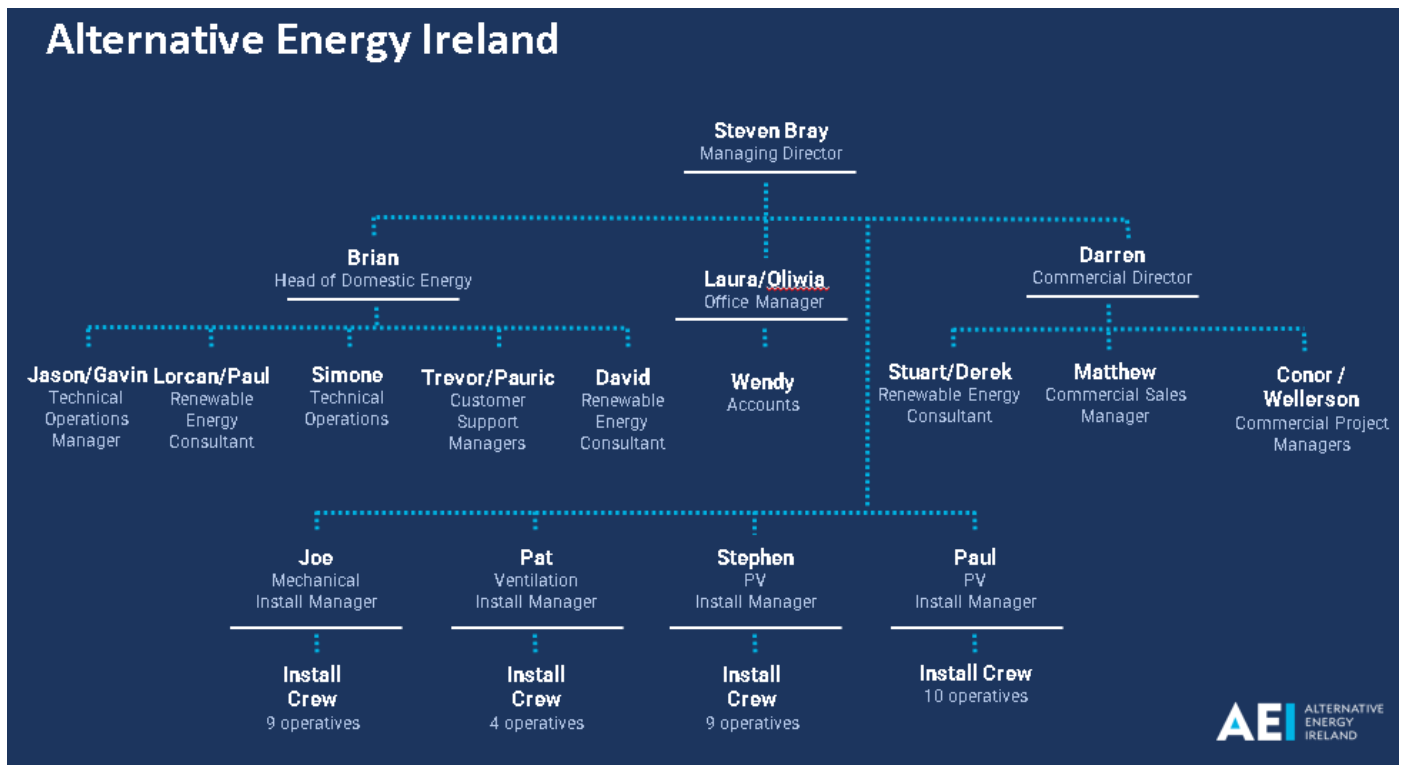 Alternative Energy Ireland
Steven Bray
Managing Director
Brian
Head of Domestic Energy
Laura/Oliwia
Office Manager
Darren
Commercial Director
Jason/Gavin
Technical
Operations
Manager
Lorcan/Paul
Renewable
Energy
Consultant
Simone
Technical
Operations
Trevor/Pauric
Customer
Support
Managers
David
Renewable
Energy
Consultant
Wendy
Accounts
Stuart/Derek
Renewable Energy
Consultant
Matthew
Commercial Sales
Manager
Conor /
Wellerson
Commercial Project
Managers
Joe
Mechanical
Install Manager
Pat
Ventilation
Install Manager
Stephen
PV
Install Manager
Paul
PV
Install Manager
Install
Crew
9 operatives
Install
Crew
4 operatives
Install
Crew
9 operatives
Install Crew
10 operatives
AEI
ALTERNATIVE
ENERGY
IRELAND